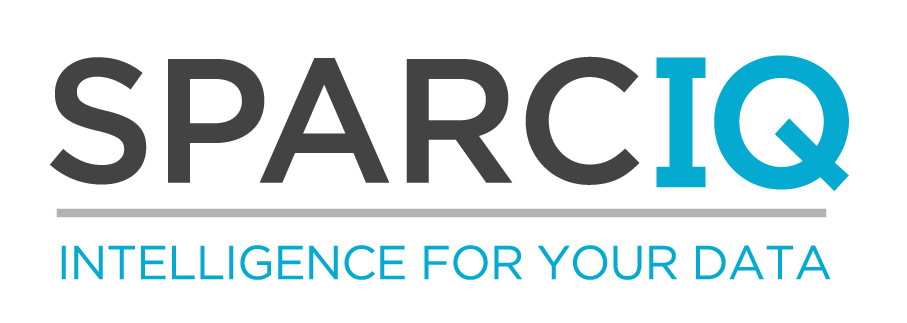 SPARCIQ
INTELLIGENCE FOR YOUR DATA